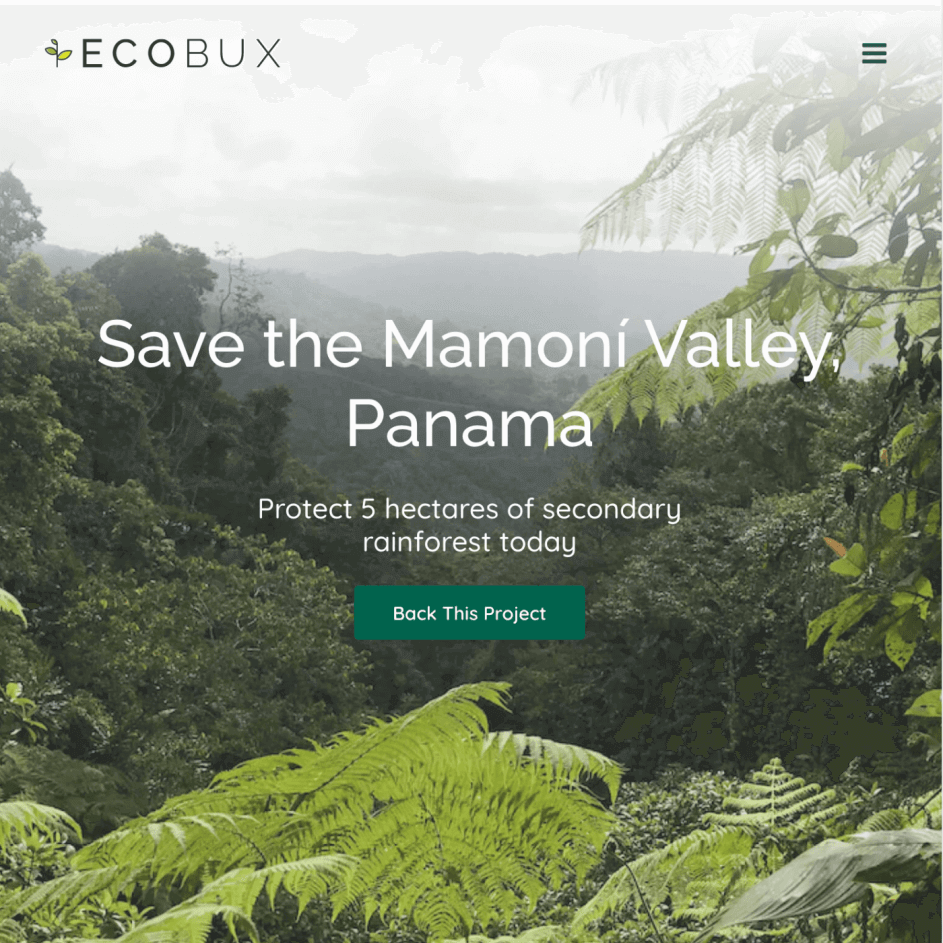 ECOBUX
Save the Mamoní Valley,
Panama
Protect 5 hectares of secondary
rainforest today
Back This Project